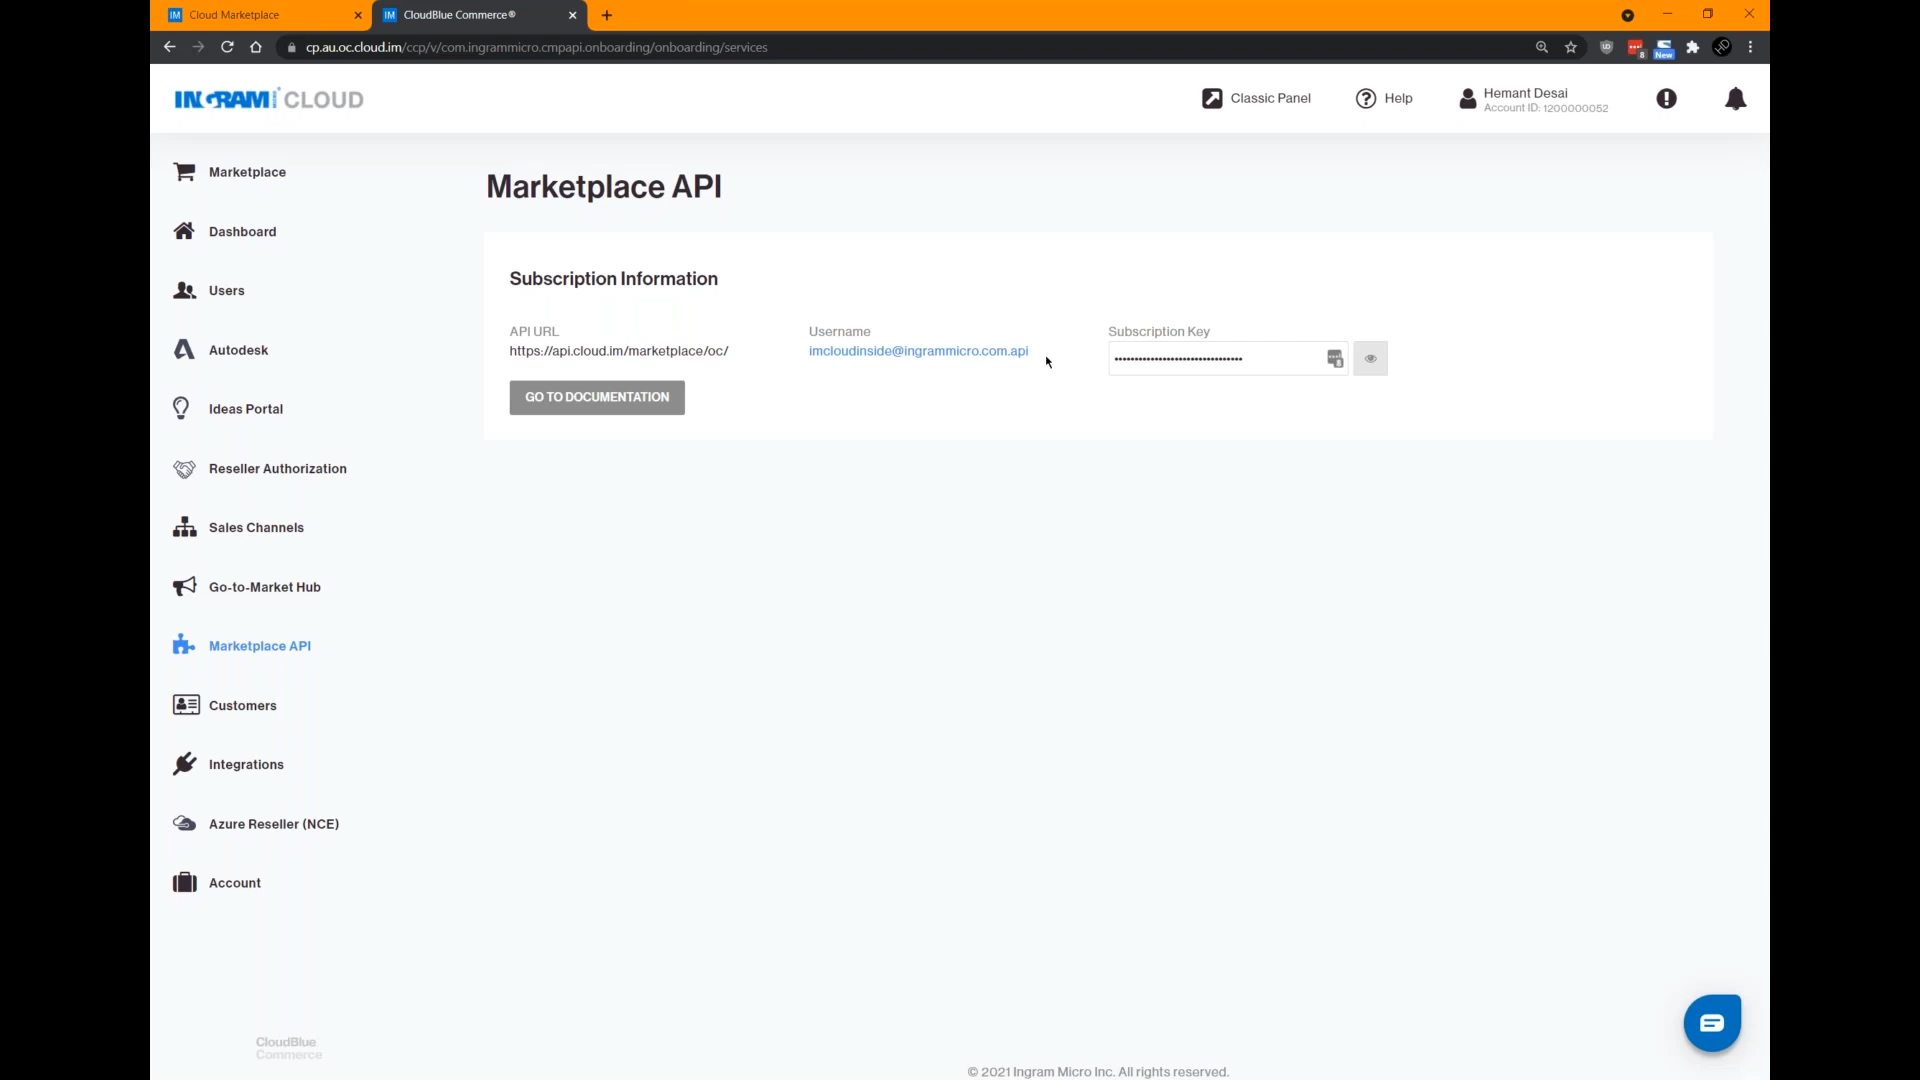 Cloud Marketplace
CloudBlue Commerce®
cp.au.oc.cloud.im/ccp/v/com.ingrammicro.cmpapi.onboarding/onboarding/services
8
New
INGRAM CLOUD
Classic Panel
Help
Hemant Desai
Account ID: 1200000052
Marketplace
Dashboard
Users
Autodesk
Ideas Portal
Reseller Authorization
Sales Channels
Go-to-Market Hub
Marketplace API
Customers
Integrations
Azure Reseller (NCE)
Account
CloudBlue
Commerce
Marketplace API
Subscription Information
API URL
https://api.cloud.im/marketplace/oc/
Username
imcloudinside@ingrammicro.com.api
Subscription Key
GO TO DOCUMENTATION
© 2021 Ingram Micro Inc. All rights reserved.